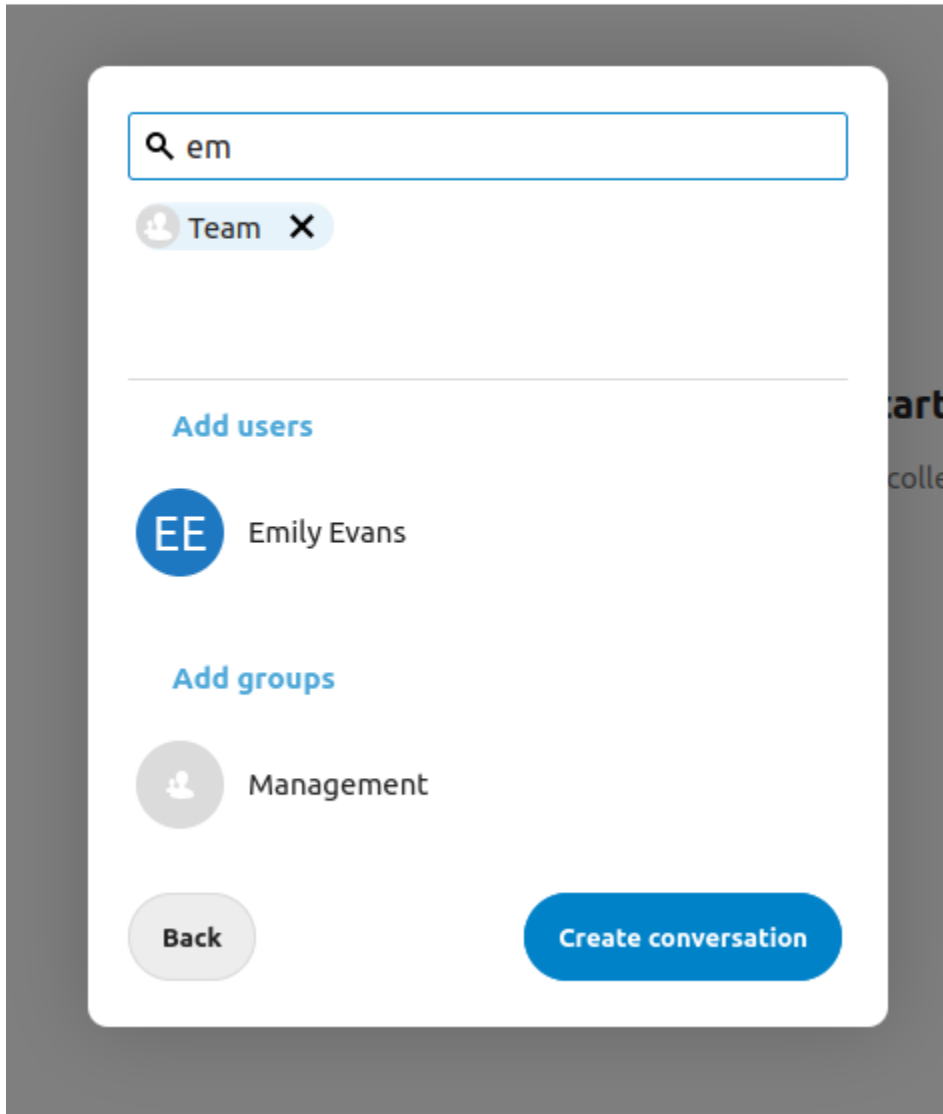 em
Team
Add users
EE
Emily Evans
Add groups
Management
Back
Create conversation